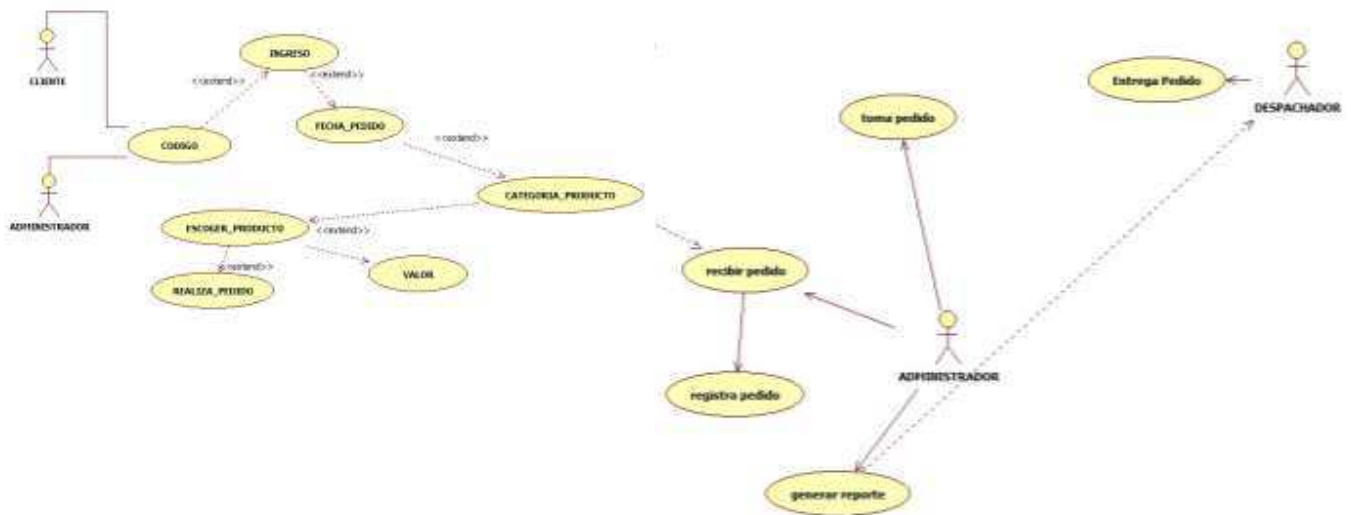 CLIENTE
INGRESO
<<extend>>
<<extend>>
FECHA_PEDIDO
<<extend>>
CODIGO
ADMINISTRADOR
CATEGORIA_PRODUCTO
ESCOGER_PRODUCTO
<<extend>>
<<extend>>
VALOR
REALIZA_PEDIDO
Entrega Pedido
DESPACHADOR
toma pedido
recibir pedido
ADMINISTRADOR
registra pedido
generar reporte